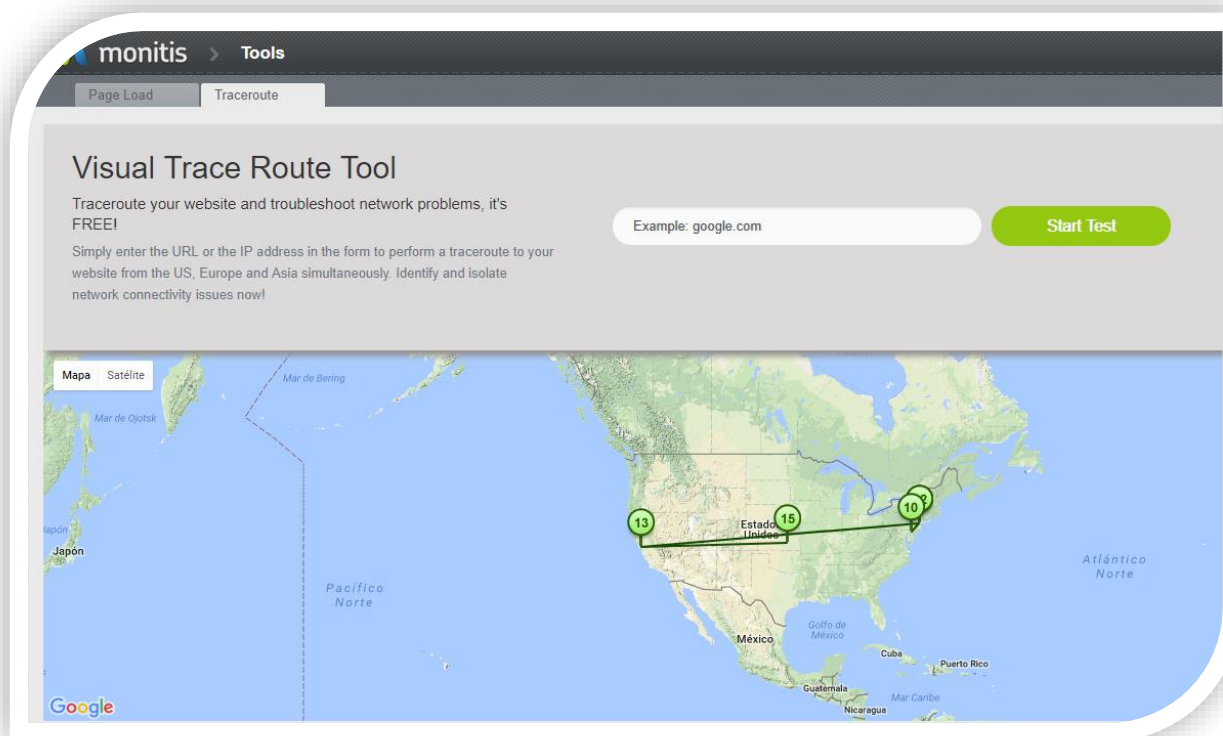 monitis > Tools
Page Load Traceroute
Visual Trace Route Tool
Traceroute your website and troubleshoot network problems, it's
FREE!
Simply enter the URL or the IP address in the form to perform a traceroute to your
website from the US, Europe and Asia simultaneously. Identify and isolate
network connectivity issues now!
Example: google.com
Start Test
Mapa Satélite
Mar de Bering
Mar de Ojotsk
10
13
15
Estado
Unidos
Japón
Atlántico
Norte
Pacífico
Norte
Golfo de
México
México
Cuba
Puerto Rico
Guatemala
Mar Caribe
Nicaragua
Google